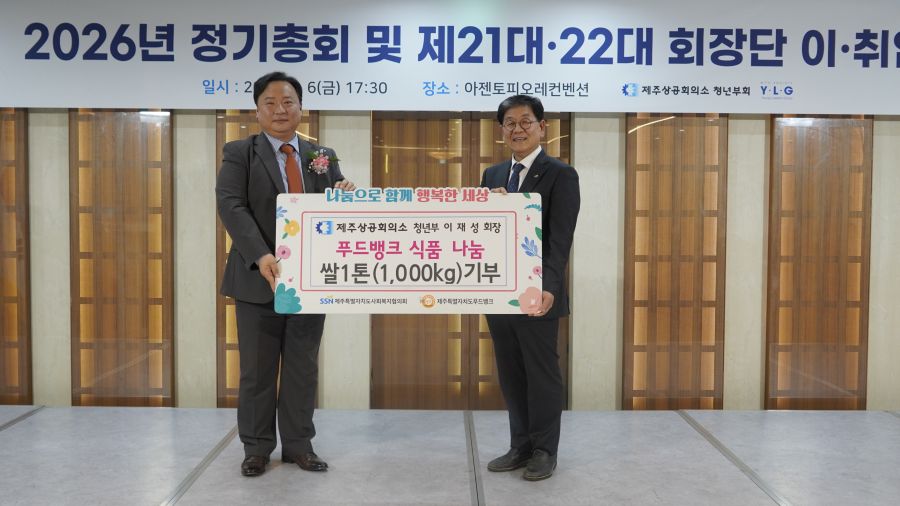 2026년 정기총회 및 제21대·22대 회장단 이·취
일시 : 2 6(금) 17:30 장소 : 아젠토피오레컨벤션 제주상공회의소 청년부회 Y·L·G
나눔으로 함께 행복한 세상
제주상공회의소 청년부 이 재 성 회장
푸드뱅크 식품 나눔
쌀1톤(1,000kg)기부
SSN 제주특별자치도사회복지협의회 제주특별자치도푸드뱅크